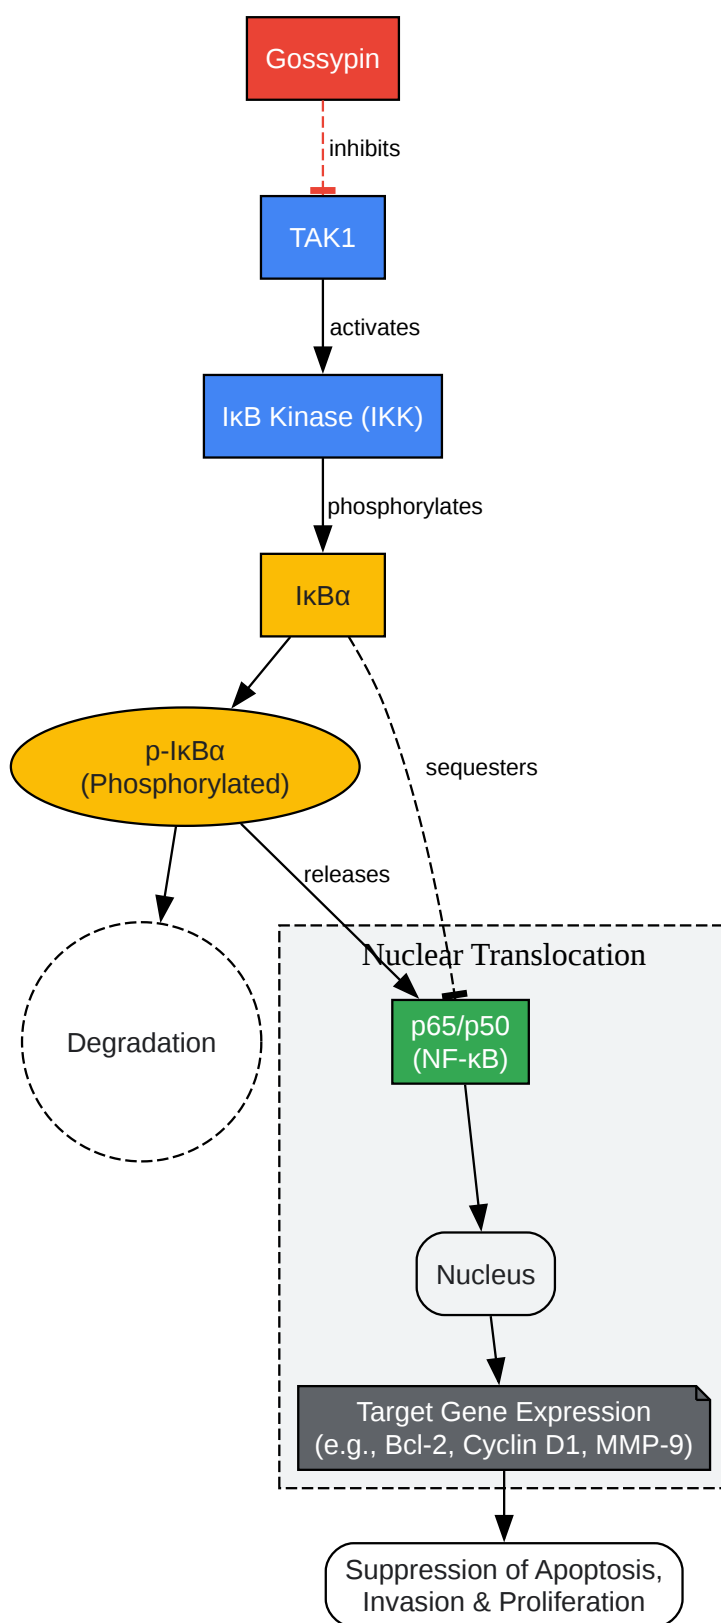 Gossypin
inhibits
TAK1
activates
IκB Kinase (IKK)
phosphorylates
IκBα
p-IκBα
(Phosphorylated)
sequesters
releases
Nuclear Translocation
p65/p50
(NF-κB)
Degradation
Nucleus
Target Gene Expression
(e.g., Bcl-2, Cyclin D1, MMP-9)
Suppression of Apoptosis,
Invasion & Proliferation